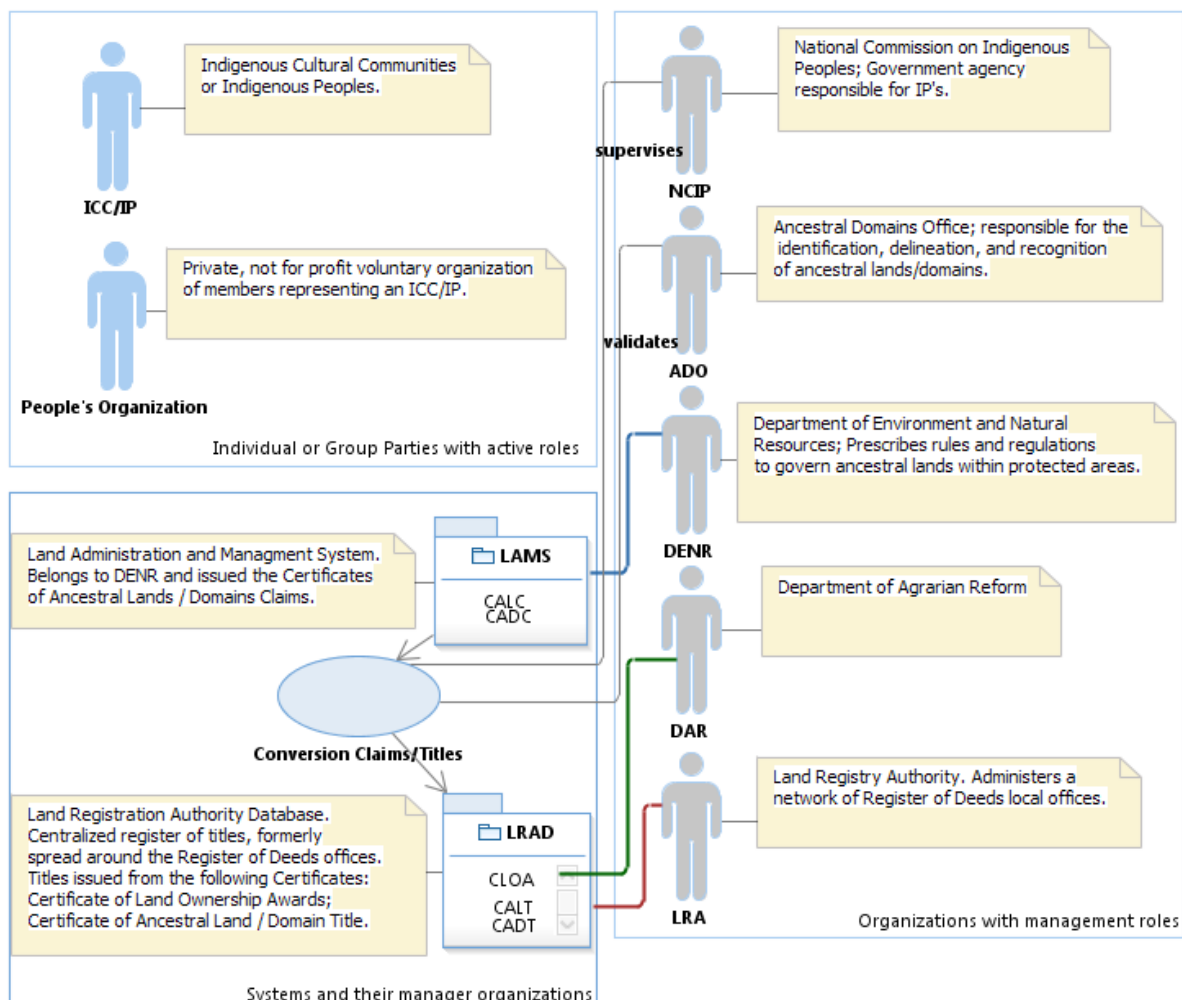 Indigenous Cultural Communities
or Indigenous Peoples.
ICC/IP
Private, not for profit voluntary organization
of members representing an ICC/IP.
People's Organization
Individual or Group Parties with active roles
National Commission on Indigenous
Peoples; Government agency
responsible for IP's.
supervises
NCIP
Ancestral Domains Office; responsible for the
identification, delineation, and recognition
of ancestral lands/domains.
validates
ADO
Department of Environment and Natural
Resources; Prescribes rules and regulations
to govern ancestral lands within protected areas.
DENR
Department of Agrarian Reform
DAR
Land Registry Authority. Administers a
network of Register of Deeds local offices.
LRA
Organizations with management roles
Land Administration and Managment System.
Belongs to DENR and issued the Certificates
of Ancestral Lands / Domains Claims.
LAMS
CALC
CADC
Conversion Claims/Titles
Land Registration Authority Database.
Centralized register of titles, formerly
spread around the Register of Deeds offices.
Titles issued from the following Certificates:
Certificate of Land Ownership Awards;
Certificate of Ancestral Land / Domain Title.
LRAD
CLOA
CALT
CADT
Systems and their manager organizations